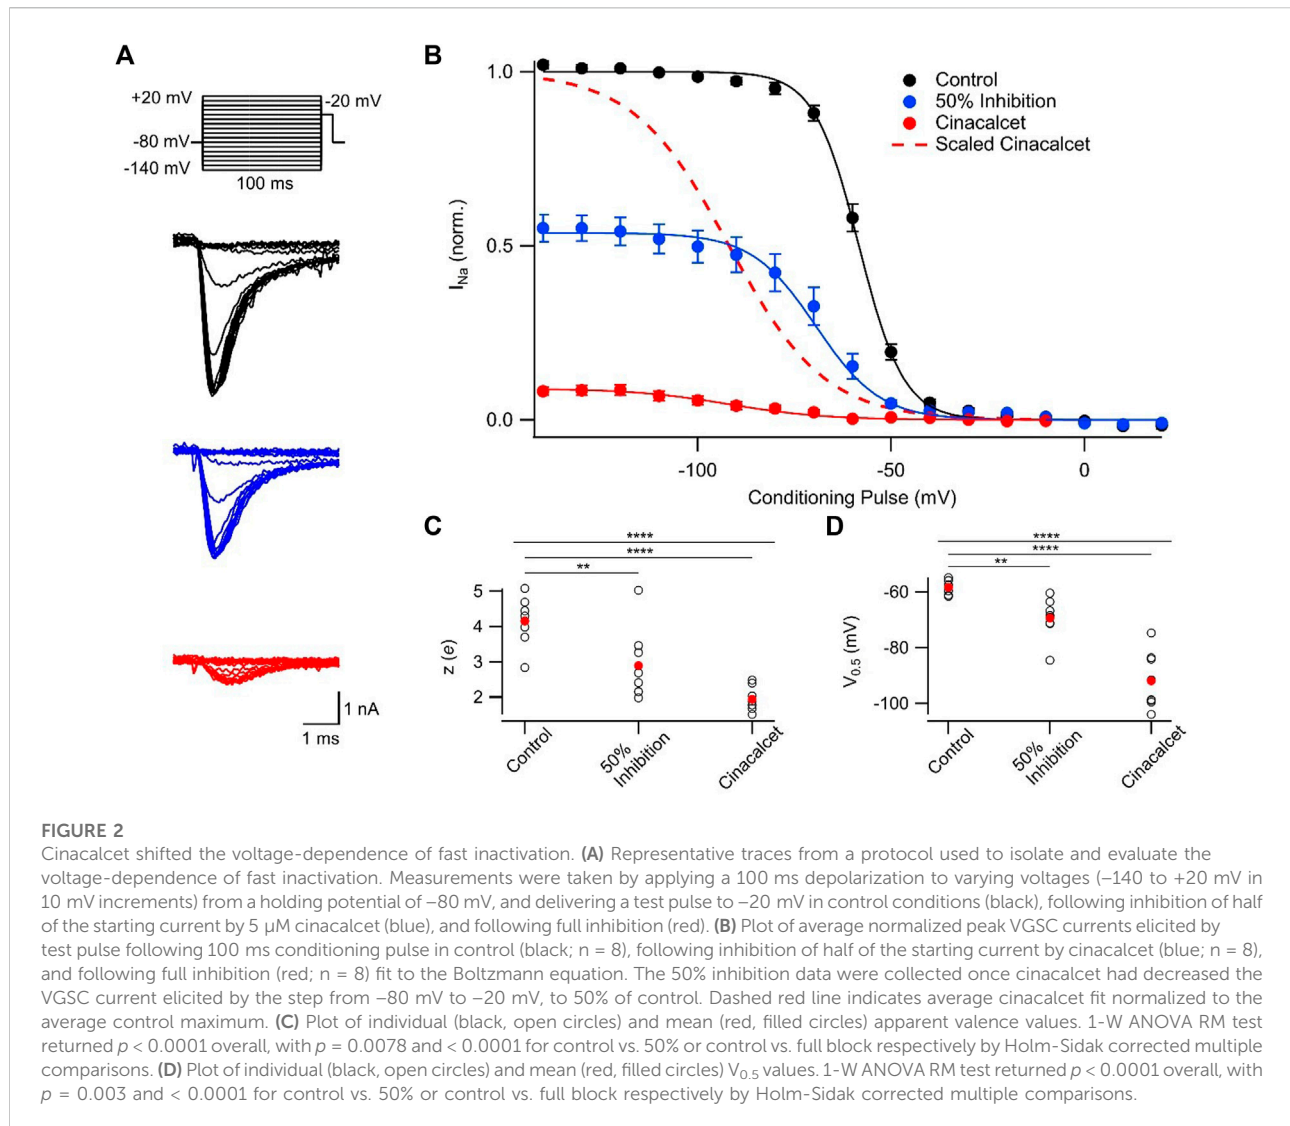 A
+20 mV
-20 mV
-80 mV
-140 mV
100 ms
1 nA
1 ms
B
1.0
0.5
0.0
I_Na (norm.)
-100
-50
0
Conditioning Pulse (mV)
Control
50% Inhibition
Cinacalcet
Scaled Cinacalcet
C
****
****
**
5
4
3
2
z (e)
Control
50%
Inhibition
Cinacalcet
D
****
****
**
-60
-80
-100
V0.5 (mV)
Control
50%
Inhibition
Cinacalcet
FIGURE 2
Cinacalcet shifted the voltage-dependence of fast inactivation. (A) Representative traces from a protocol used to isolate and evaluate the
voltage-dependence of fast inactivation. Measurements were taken by applying a 100 ms depolarization to varying voltages (–140 to +20 mV in
10 mV increments) from a holding potential of –80 mV, and delivering a test pulse to –20 mV in control conditions (black), following inhibition of half
of the starting current by 5 µM cinacalcet (blue), and following full inhibition (red). (B) Plot of average normalized peak VGSC currents elicited by
test pulse following 100 ms conditioning pulse in control (black; n = 8), following inhibition of half of the starting current by cinacalcet (blue; n = 8),
and following full inhibition (red; n = 8) fit to the Boltzmann equation. The 50% inhibition data were collected once cinacalcet had decreased the
VGSC current elicited by the step from –80 mV to –20 mV, to 50% of control. Dashed red line indicates average cinacalcet fit normalized to the
average control maximum. (C) Plot of individual (black, open circles) and mean (red, filled circles) apparent valence values. 1-W ANOVA RM test
returned p < 0.0001 overall, with p = 0.0078 and < 0.0001 for control vs. 50% or control vs. full block respectively by Holm-Sidak corrected multiple
comparisons. (D) Plot of individual (black, open circles) and mean (red, filled circles) V0.5 values. 1-W ANOVA RM test returned p < 0.0001 overall, with
p = 0.003 and < 0.0001 for control vs. 50% or control vs. full block respectively by Holm-Sidak corrected multiple comparisons.